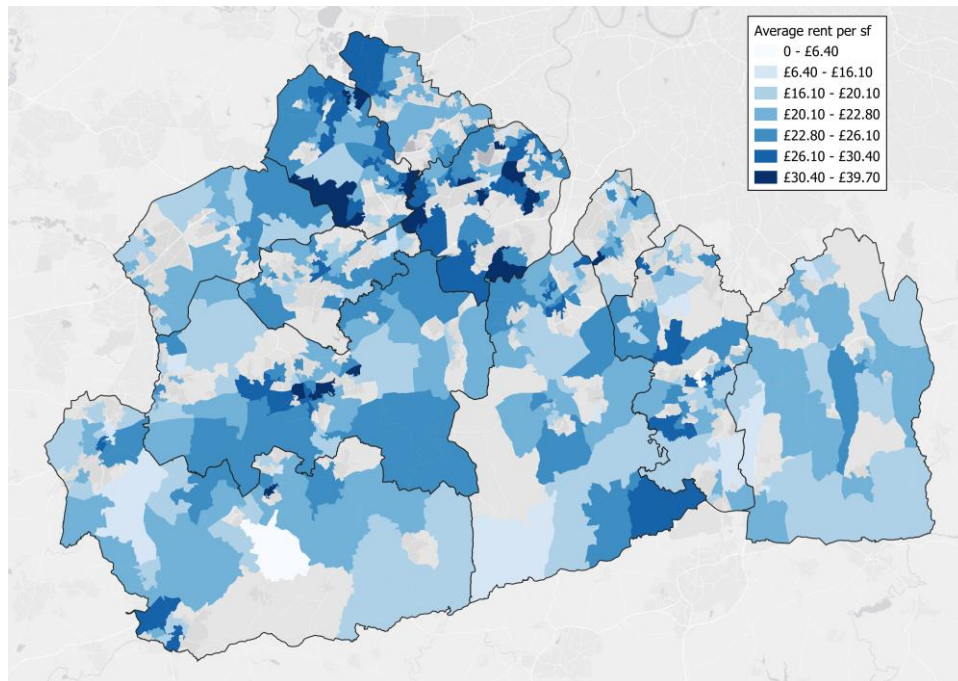 Average rent per sf
0 - £6.40
£6.40 - £16.10
£16.10 - £20.10
£20.10 - £22.80
£22.80 - £26.10
£26.10 - £30.40
£30.40 - £39.70